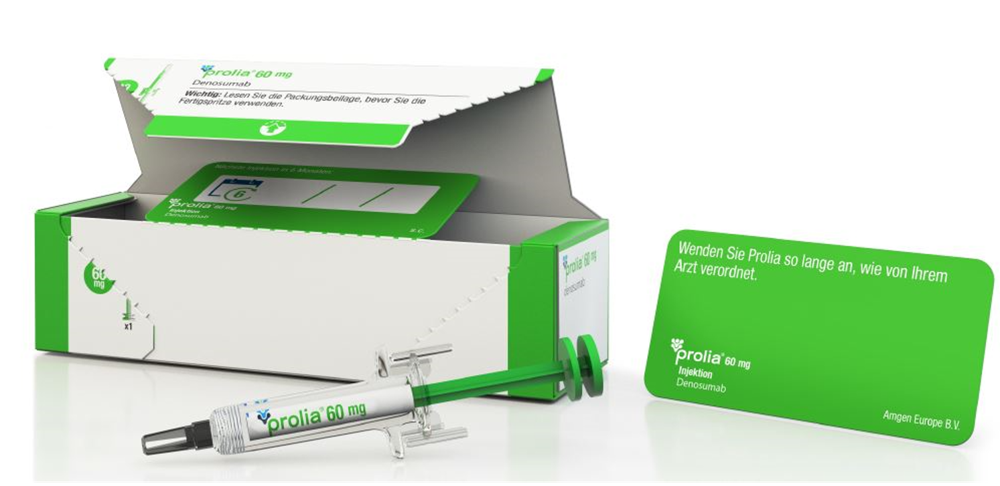 prolia® 60 mg
Denosumab
Wichtig: Lesen Sie die Packungsbeilage, bevor Sie die
Fertigspritze verwenden.
Nächste Injektion in 6 Monaten:
6
prolia® 60 mg
Injektion
Denosumab
s.c.
60
mg
x1
prolia® 60 mg
denosumab
prolia® 60 mg
Wenden Sie Prolia so lange an, wie von Ihrem
Arzt verordnet.
prolia® 60 mg
Injektion
Denosumab
Amgen Europe B.V.